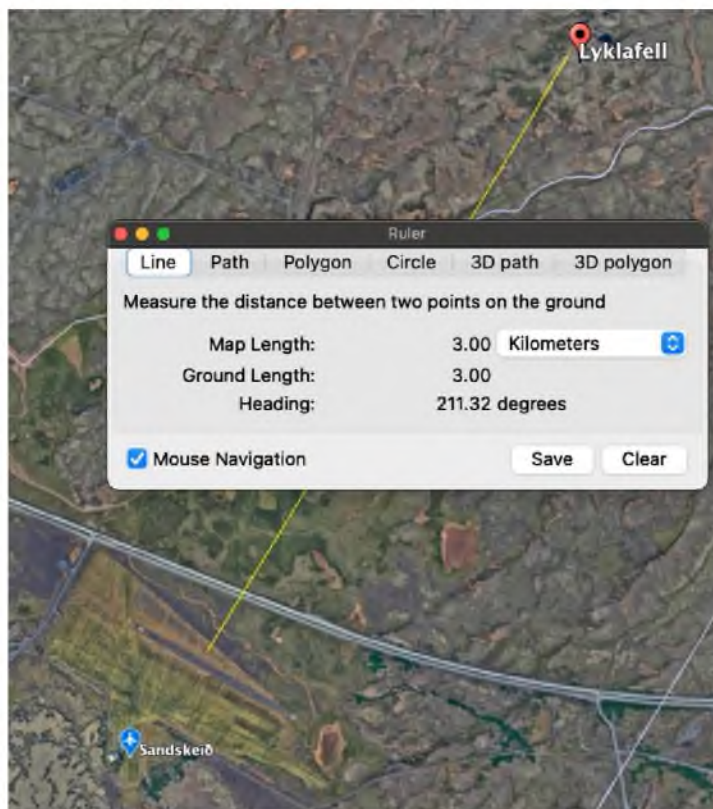 Lyklafell
Ruler
Line Path Polygon Circle 3D path 3D polygon
Measure the distance between two points on the ground
Map Length: 3.00 Kilometers
Ground Length: 3.00
Heading: 211.32 degrees
Mouse Navigation Save Clear
Sandskeið